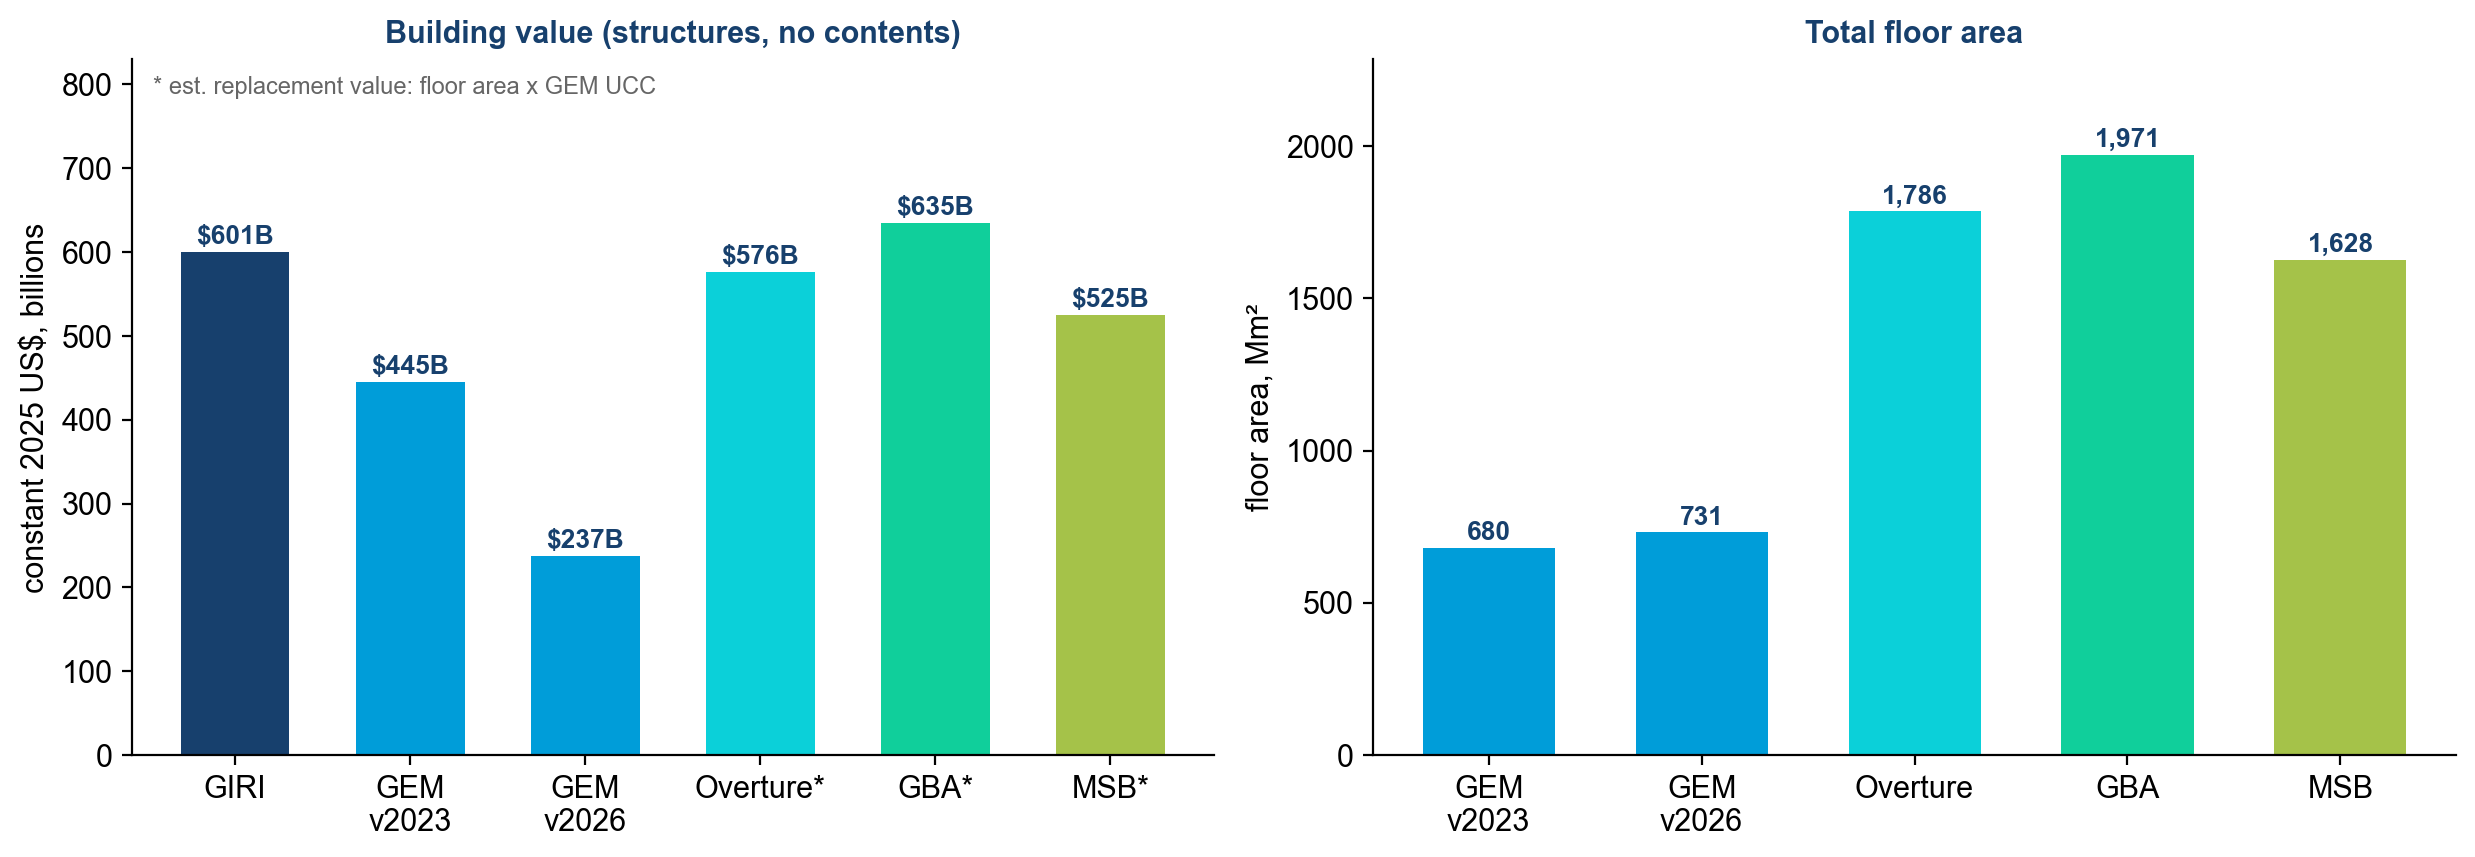 Building value (structures, no contents)
* est. replacement value: floor area x GEM UCC
constant 2025 US$, billions
800
700
600
500
400
300
200
100
0
$601B
$445B
$237B
$576B
$635B
$525B
GIRI
GEM
v2023
GEM
v2026
Overture*
GBA*
MSB*
Total floor area
floor area, Mm²
2000
1500
1000
500
0
680
731
1,786
1,971
1,628
GEM
v2023
GEM
v2026
Overture
GBA
MSB